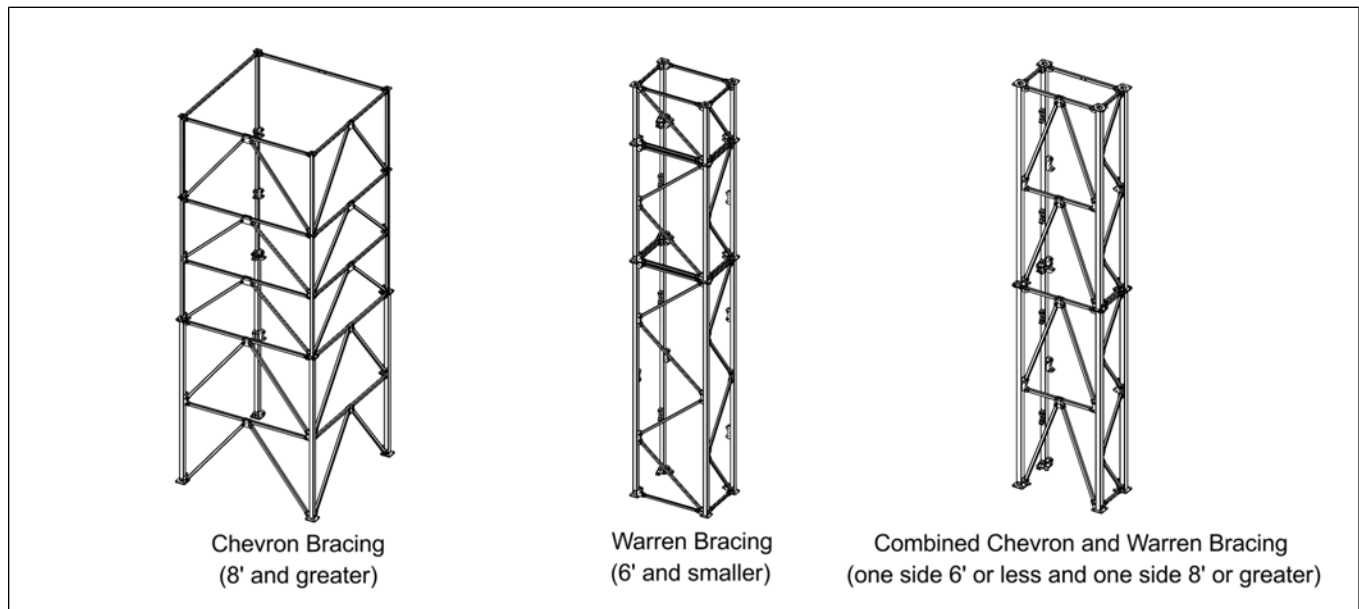 Chevron Bracing
(8' and greater)
Warren Bracing
(6' and smaller)
Combined Chevron and Warren Bracing
(one side 6' or less and one side 8' or greater)